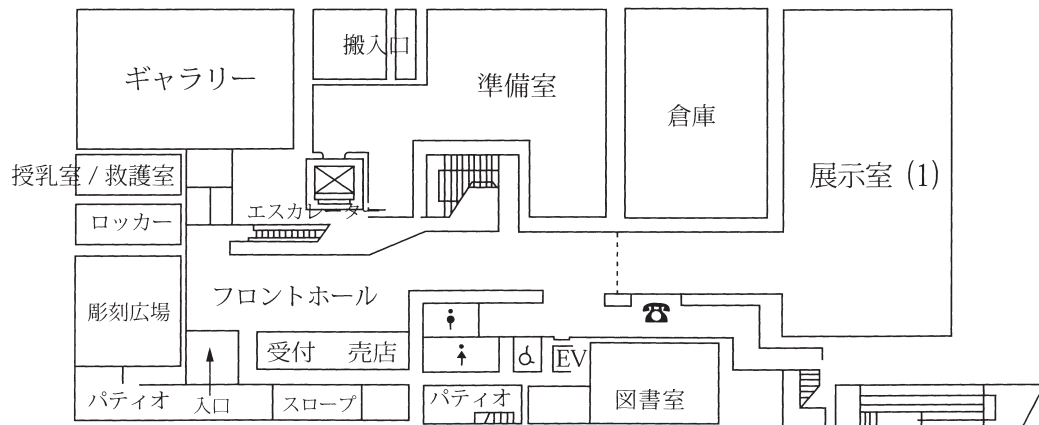 搬入口
ギャラリー
準備室
倉庫
授乳室 / 救護室
展示室 (1)
エスカレーター
ロッカー
フロントホール
彫刻広場
受付 売店
EV
パティオ
入口
スロープ
パティオ
図書室